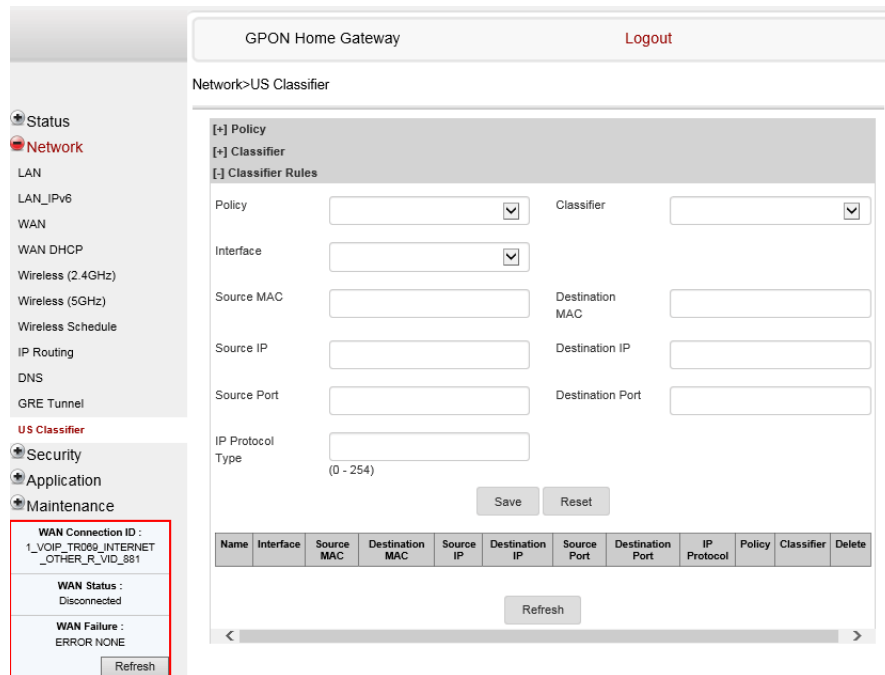 GPON Home Gateway Logout
Network>US Classifier
Status
Network
LAN
LAN_IPv6
WAN
WAN DHCP
Wireless (2.4GHz)
Wireless (5GHz)
Wireless Schedule
IP Routing
DNS
GRE Tunnel
US Classifier
Security
Application
Maintenance
WAN Connection ID :
1_VOIP_TR069_INTERNET
_OTHER_R_VID_881
WAN Status :
Disconnected
WAN Failure :
ERROR NONE
Refresh
[+] Policy
[+] Classifier
[-] Classifier Rules
Policy Classifier
Interface
Source MAC Destination
MAC
Source IP Destination IP
Source Port Destination Port
IP Protocol
Type
(0 - 254)
Save Reset
Name Interface Source MAC Destination MAC Source IP Destination IP Source Port Destination Port IP Protocol Policy Classifier Delete
Refresh